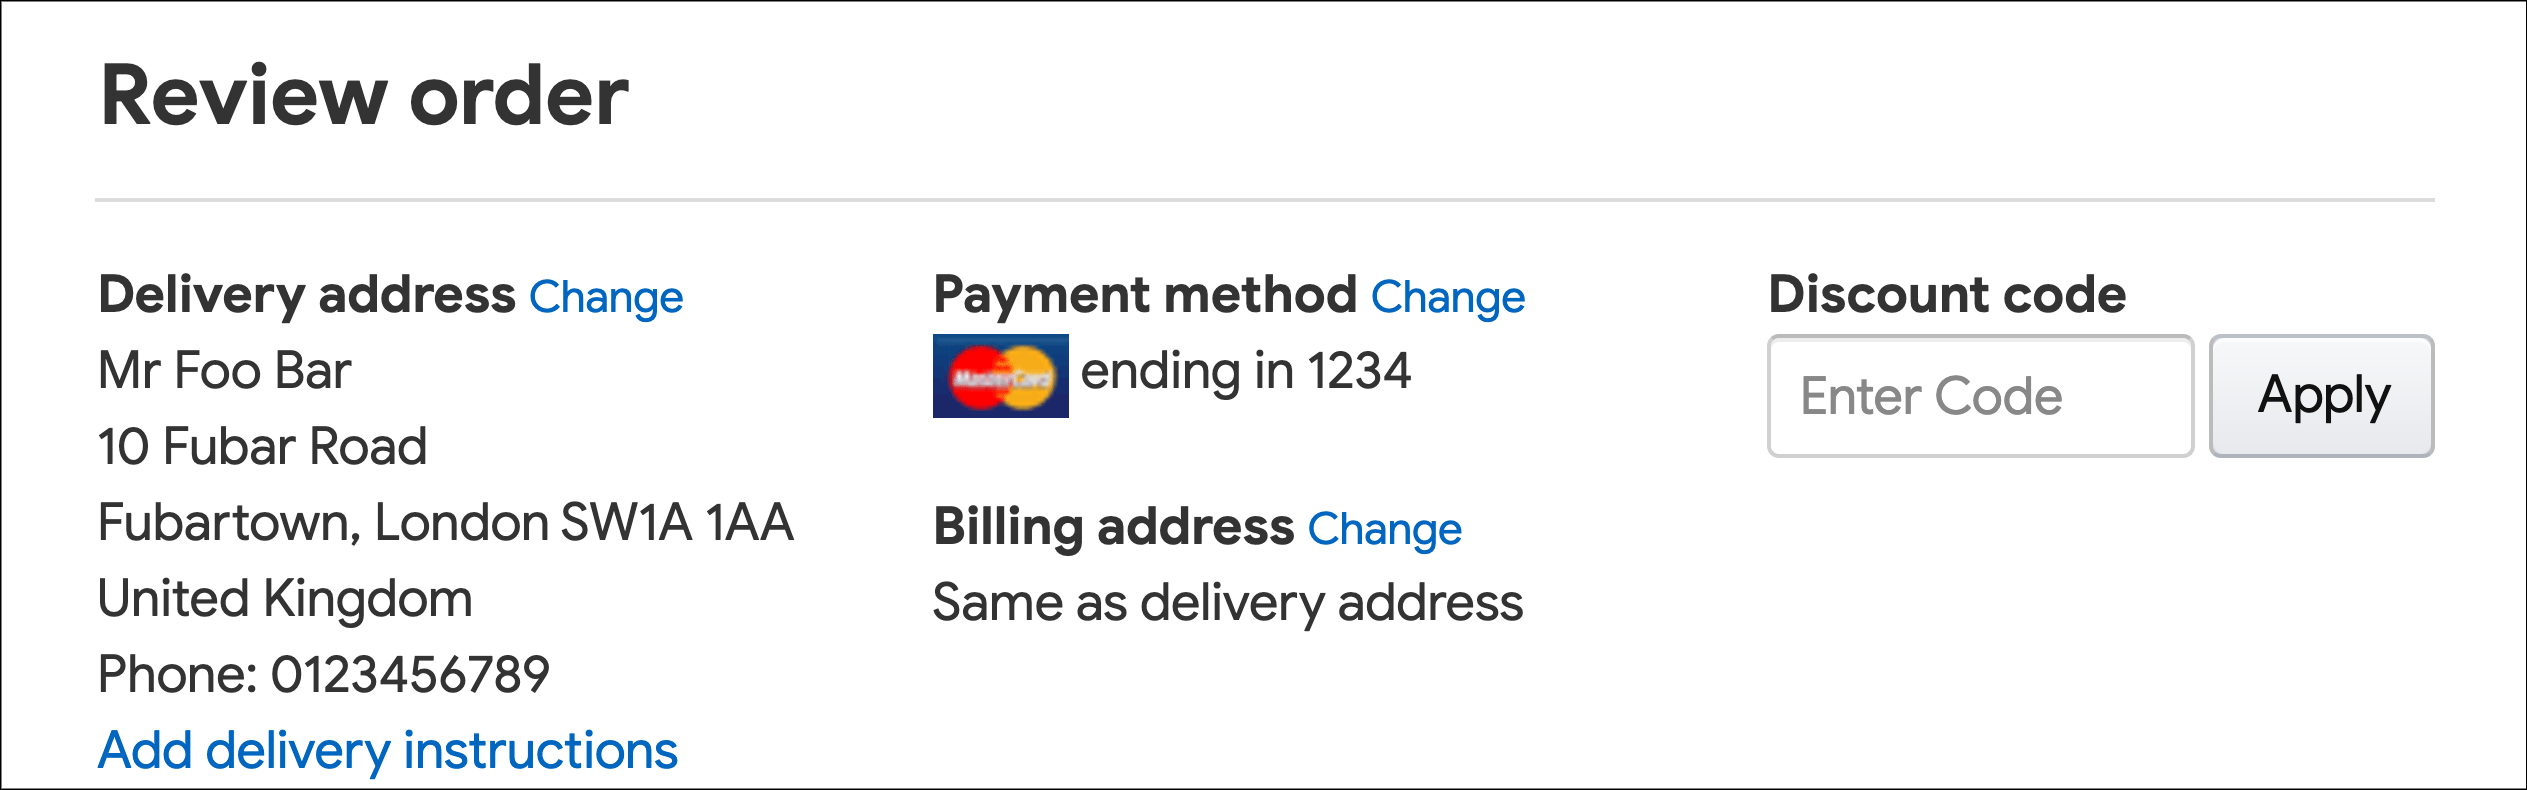 Review order
Delivery address Change
Mr Foo Bar
10 Fubar Road
Fubartown, London SW1A 1AA
United Kingdom
Phone: 0123456789
Add delivery instructions
Payment method Change
MasterCard ending in 1234
Billing address Change
Same as delivery address
Discount code
Enter Code
Apply